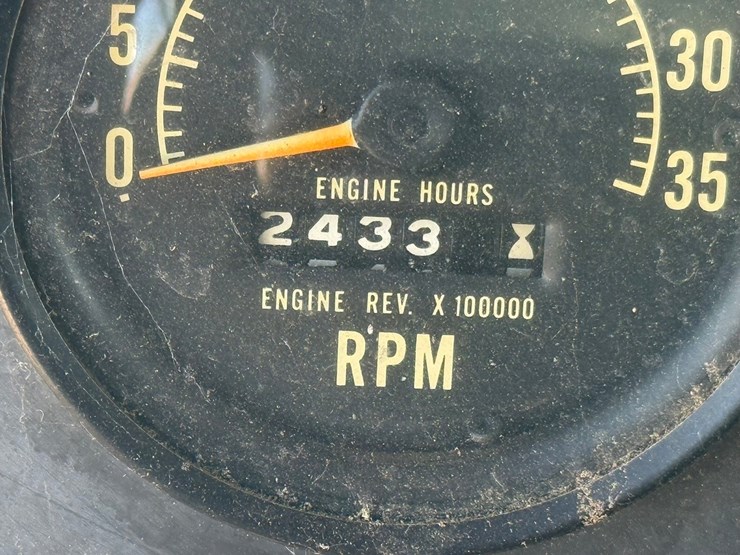 5
30
0
35
ENGINE HOURS
2433
ENGINE REV. X 100000
RPM